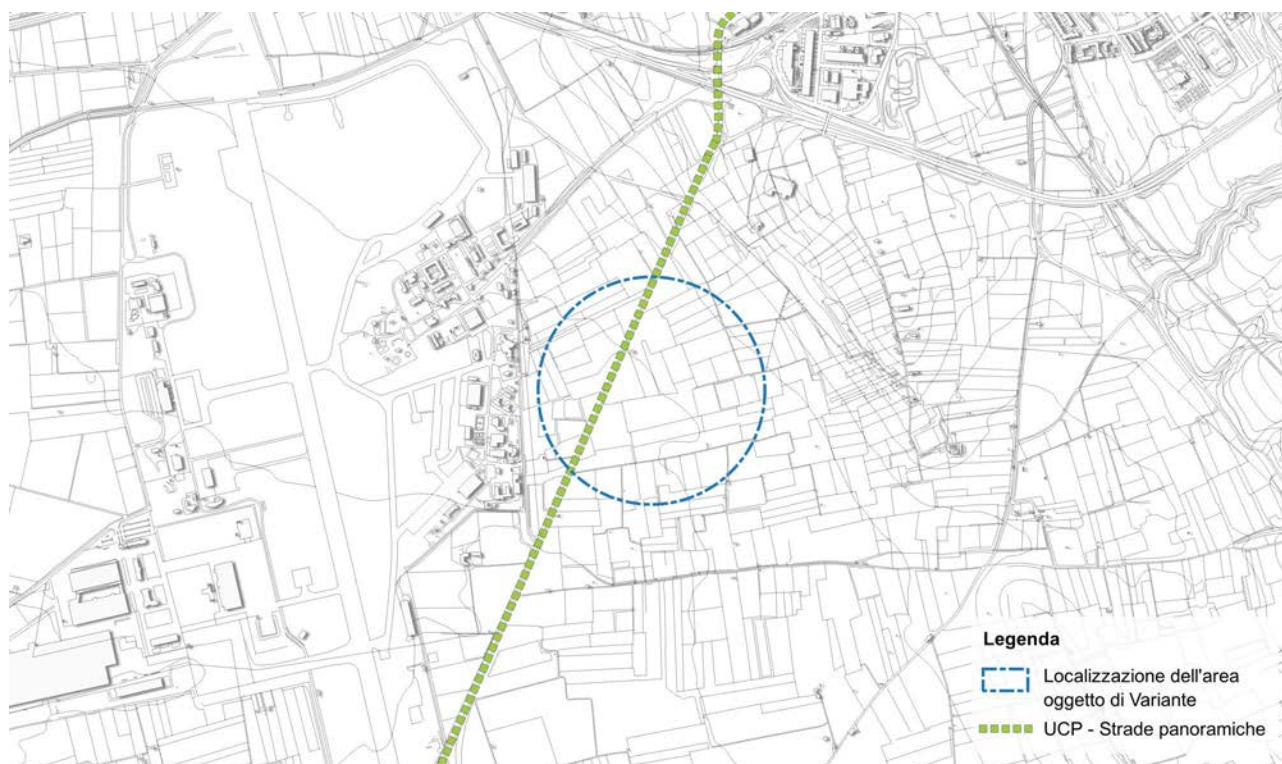 Legenda
Localizzazione dell'area
oggetto di Variante
UCP - Strade panoramiche